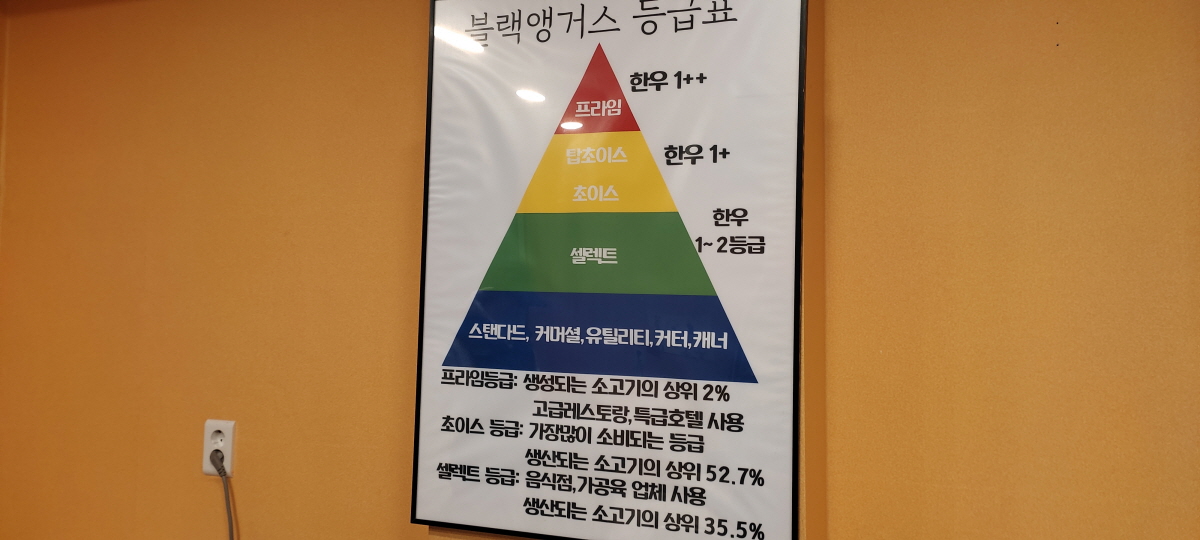 블랙앵거스 등급표
한우 1++
프라임
탑초이스
한우 1+
초이스
한우
1~2등급
셀렉트
스탠다드, 커머셜,유틸리티,커터,캐너
프라임등급: 생성되는 소고기의 상위 2%
고급레스토랑,특급호텔 사용
초이스 등급: 가장많이 소비되는 등급
생산되는 소고기의 상위 52.7%
셀렉트 등급: 음식점,가공육 업체 사용
생산되는 소고기의 상위 35.5%